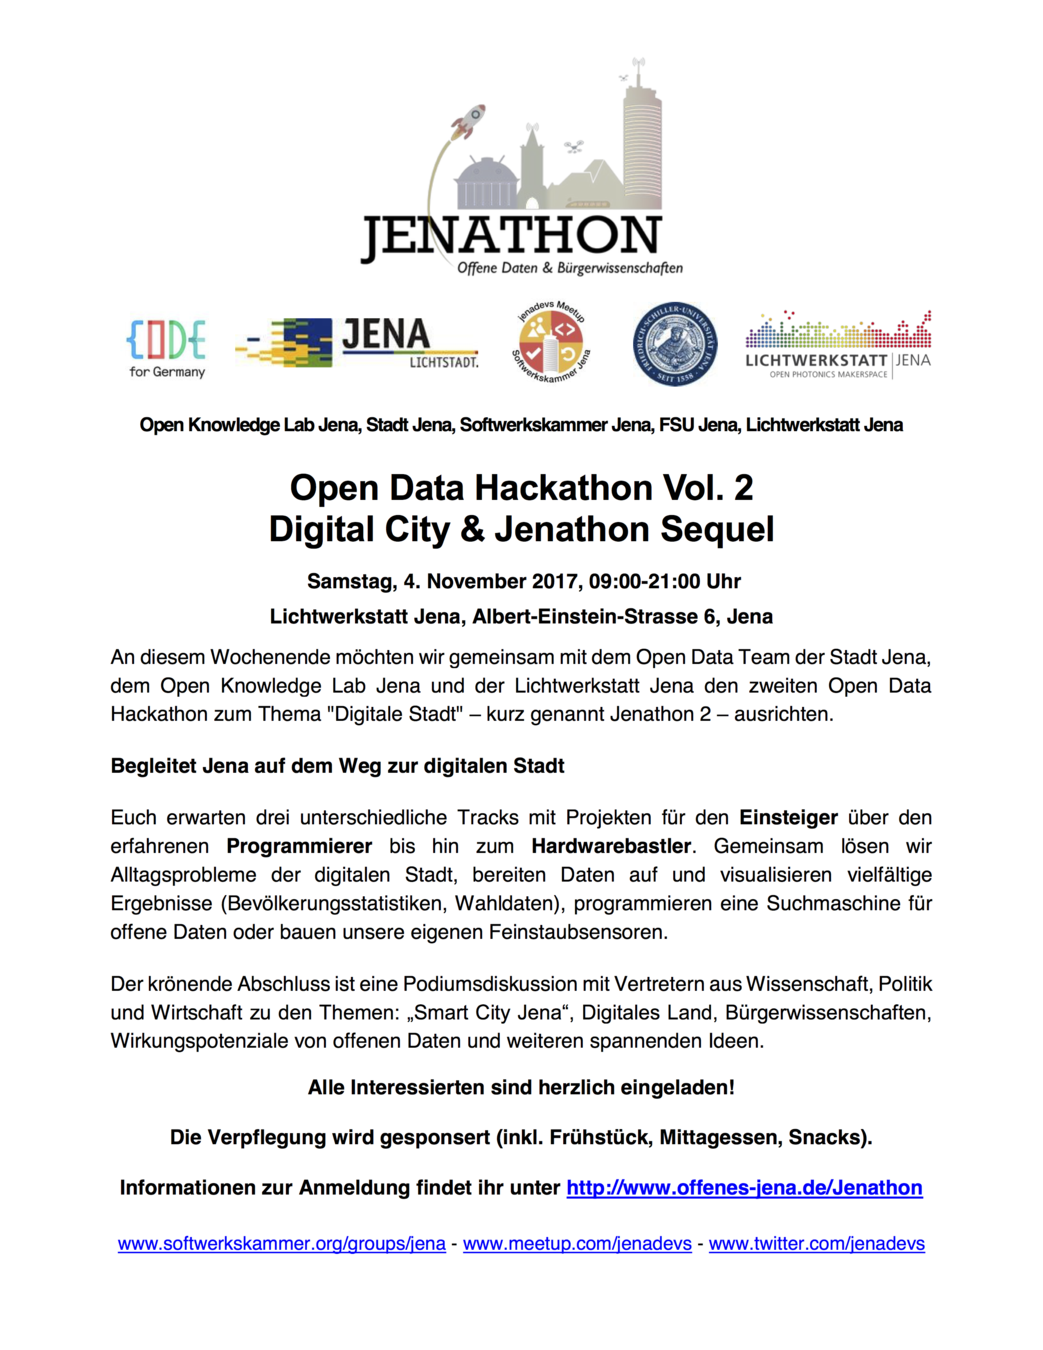 JENATHON
Offene Daten & Bürgerwissenschaften
CODE
for Germany
JENA
LICHTSTADT.
jenadevs Meetup
Softwerkskammer Jena
FRIEDRICH-SCHILLER-UNIVERSITÄT JENA
SEIT 1558
LICHTWERKSTATT JENA
OPEN PHOTONICS MAKERSPACE
Open Knowledge Lab Jena, Stadt Jena, Softwerkskammer Jena, FSU Jena, Lichtwerkstatt Jena
Open Data Hackathon Vol. 2
Digital City & Jenathon Sequel
Samstag, 4. November 2017, 09:00-21:00 Uhr
Lichtwerkstatt Jena, Albert-Einstein-Strasse 6, Jena
An diesem Wochenende möchten wir gemeinsam mit dem Open Data Team der Stadt Jena,
dem Open Knowledge Lab Jena und der Lichtwerkstatt Jena den zweiten Open Data
Hackathon zum Thema "Digitale Stadt" – kurz genannt Jenathon 2 – ausrichten.
Begleitet Jena auf dem Weg zur digitalen Stadt
Euch erwarten drei unterschiedliche Tracks mit Projekten für den Einsteiger über den
erfahrenen Programmierer bis hin zum Hardwarebastler. Gemeinsam lösen wir
Alltagsprobleme der digitalen Stadt, bereiten Daten auf und visualisieren vielfältige
Ergebnisse (Bevölkerungsstatistiken, Wahldaten), programmieren eine Suchmaschine für
offene Daten oder bauen unsere eigenen Feinstaubsensoren.
Der krönende Abschluss ist eine Podiumsdiskussion mit Vertretern aus Wissenschaft, Politik
und Wirtschaft zu den Themen: „Smart City Jena“, Digitales Land, Bürgerwissenschaften,
Wirkungspotenziale von offenen Daten und weiteren spannenden Ideen.
Alle Interessierten sind herzlich eingeladen!
Die Verpflegung wird gesponsert (inkl. Frühstück, Mittagessen, Snacks).
Informationen zur Anmeldung findet ihr unter http://www.offenes-jena.de/Jenathon
www.softwerkskammer.org/groups/jena - www.meetup.com/jenadevs - www.twitter.com/jenadevs